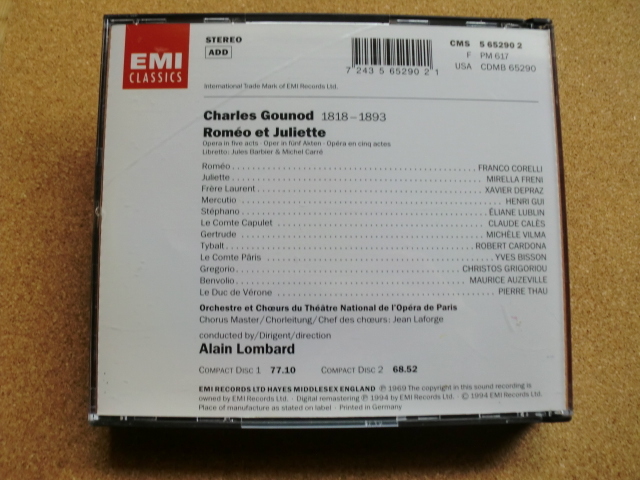 EMI
CLASSICS
STEREO
ADD
CMS 5 65290 2
F PM 617
USA CDMB 65290
7 243 5 65290 2 1
International Trade Mark of EMI Records Ltd.
Charles Gounod 1818–1893
Roméo et Juliette
Opera in five acts · Oper in fünf Akten · Opéra en cinq actes
Libretto: Jules Barbier & Michel Carré
Roméo FRANCO CORELLI
Juliette MIRELLA FRENI
Frère Laurent XAVIER DEPRAZ
Mercutio HENRI GUI
Stéphano ÉLIANE LUBLIN
Le Comte Capulet CLAUDE CALÈS
Gertrude MICHÈLE VILMA
Tybalt ROBERT CARDONA
Le Comte Pâris YVES BISSON
Gregorio CHRISTOS GRIGORIOU
Benvolio MAURICE AUZEVILLE
Le Duc de Vérone PIERRE THAU
Orchestre et Chœurs du Théâtre National de l'Opéra de Paris
Chorus Master/Chorleitung/Chef des chœurs: Jean Laforge
conducted by/Dirigent/direction
Alain Lombard
COMPACT DISC 1 77.10 COMPACT DISC 2 68.52
EMI RECORDS LTD HAYES MIDDLESEX ENGLAND ℗ 1969 The copyright in this sound recording is
owned by EMI Records Ltd. · Digital remastering ℗ 1994 by EMI Records Ltd. · © 1994 EMI Records Ltd.
Place of manufacture as stated on label · Printed in Germany